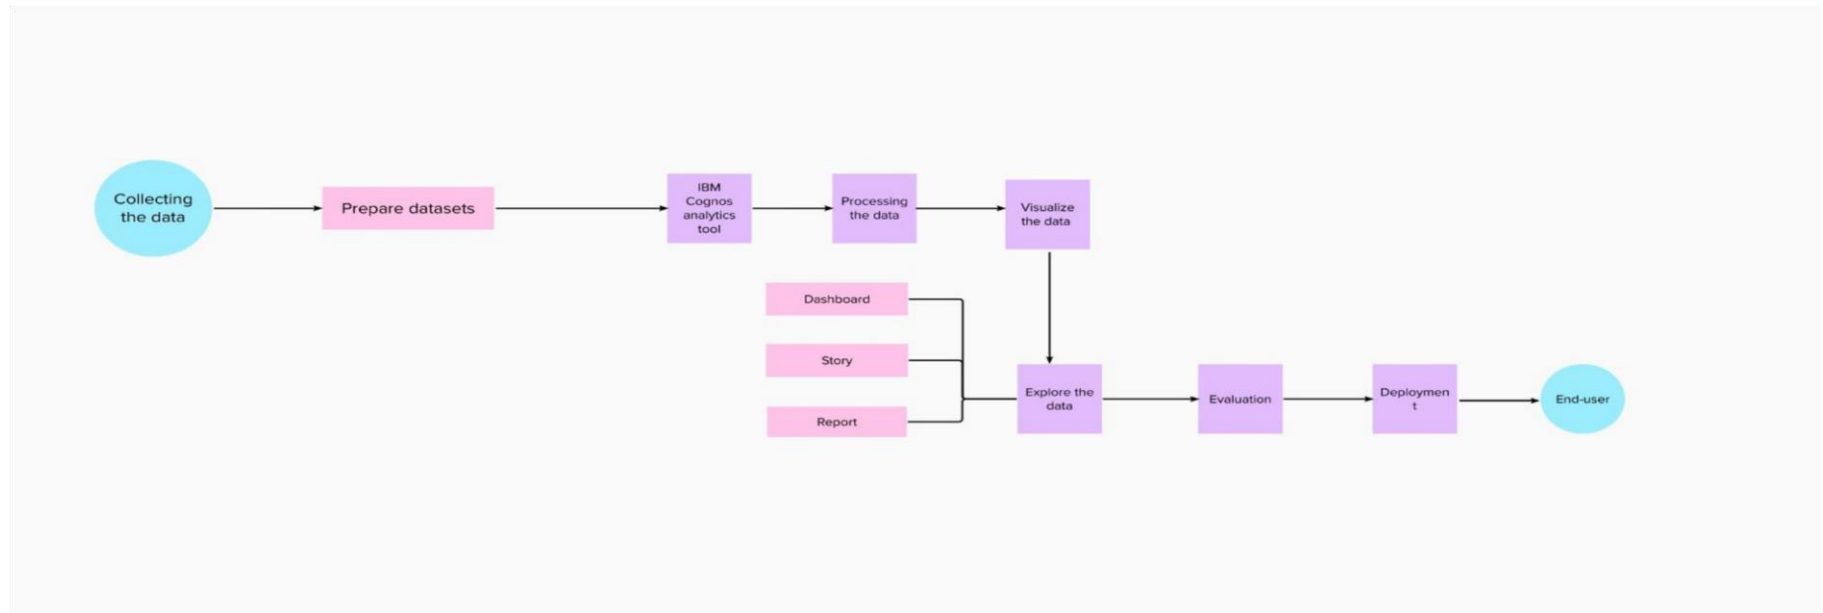 Collecting
the data
Prepare datasets
IBM
Cognos
analytics
tool
Processing
the data
Visualize
the data
Dashboard
Story
Report
Explore the
data
Evaluation
Deploymen
t
End-user